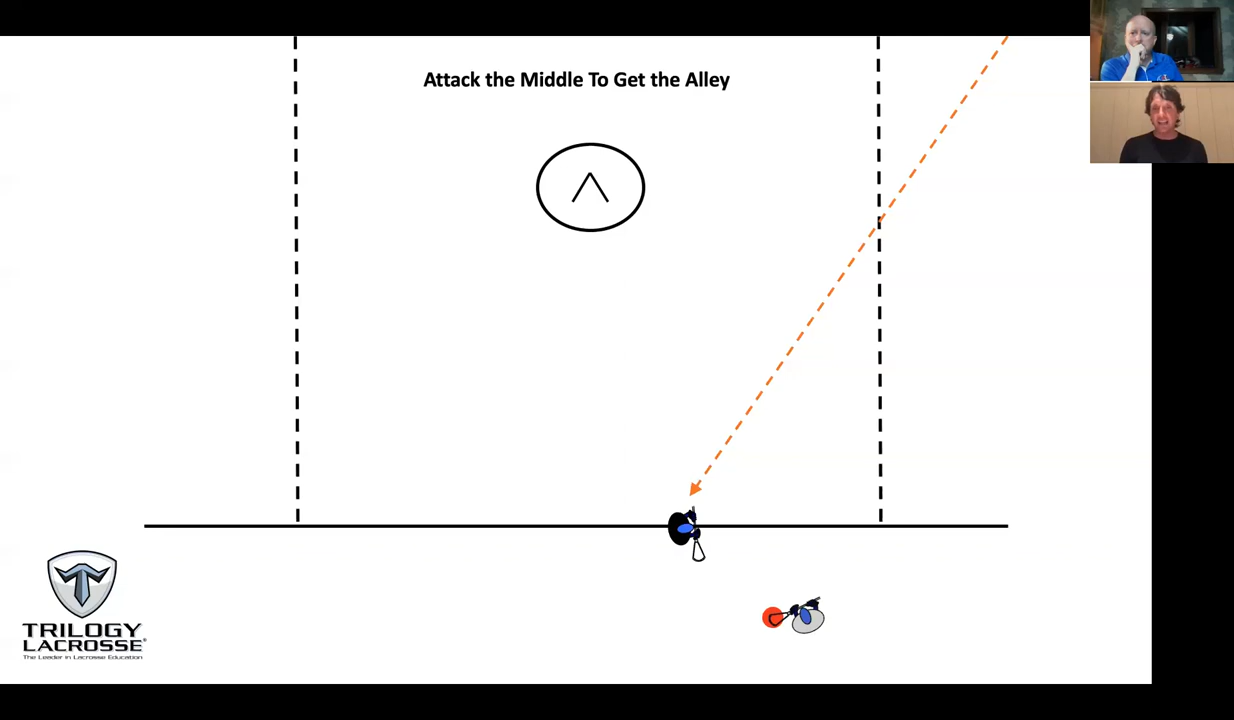 Attack the Middle To Get the Alley
TRILOGY
LACROSSE®
The Leader in Lacrosse Education